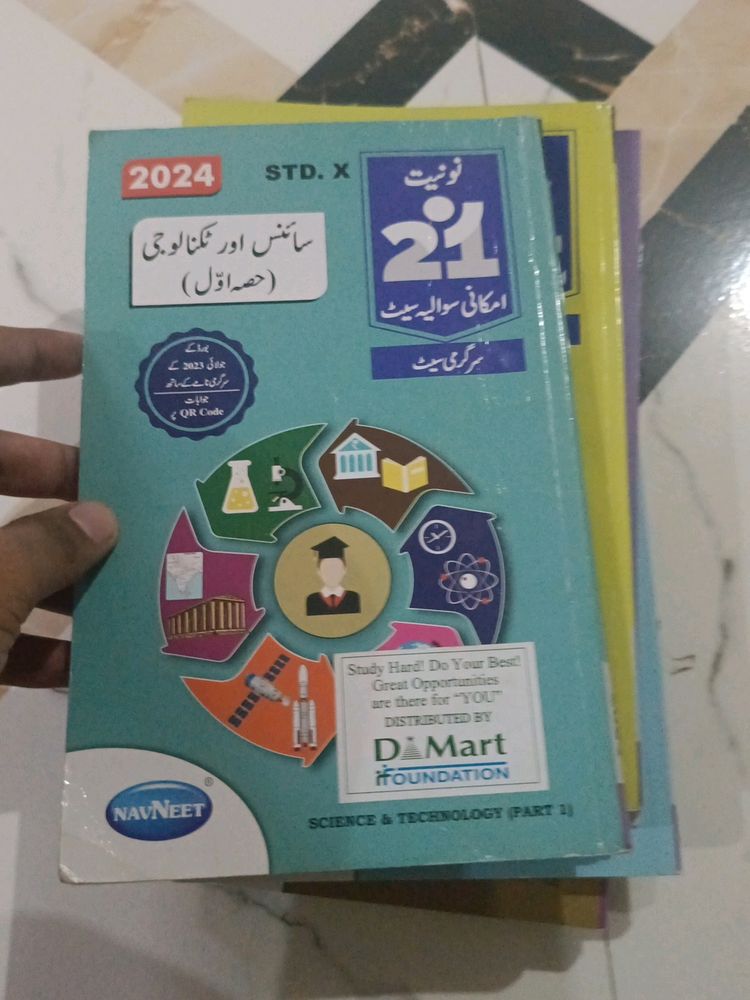 2024
STD. X
نونیت
21
امکانی سوالیہ سیٹ
سرگرمی سیٹ
سائنس اور ٹکنالوجی
(حصہ اوّل)
بورڈ کے
جولائی 2023 کے
سرگرمی نامے کے ساتھ
جوابات
QR Code پر
Study Hard! Do Your Best!
Great Opportunities
are there for "YOU"
DISTRIBUTED BY
D Mart
FOUNDATION
NAVNEET
®
SCIENCE & TECHNOLOGY (PART 1)